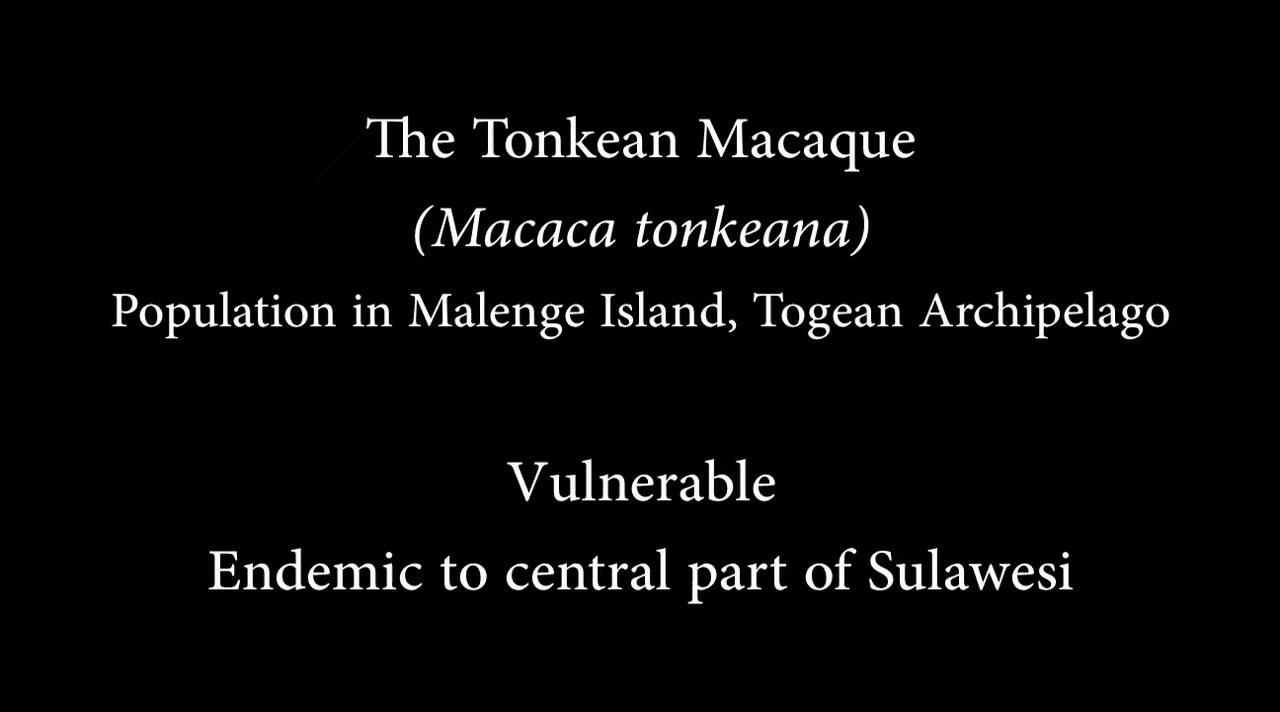 The Tonkean Macaque
(Macaca tonkeana)
Population in Malenge Island, Togean Archipelago
Vulnerable
Endemic to central part of Sulawesi